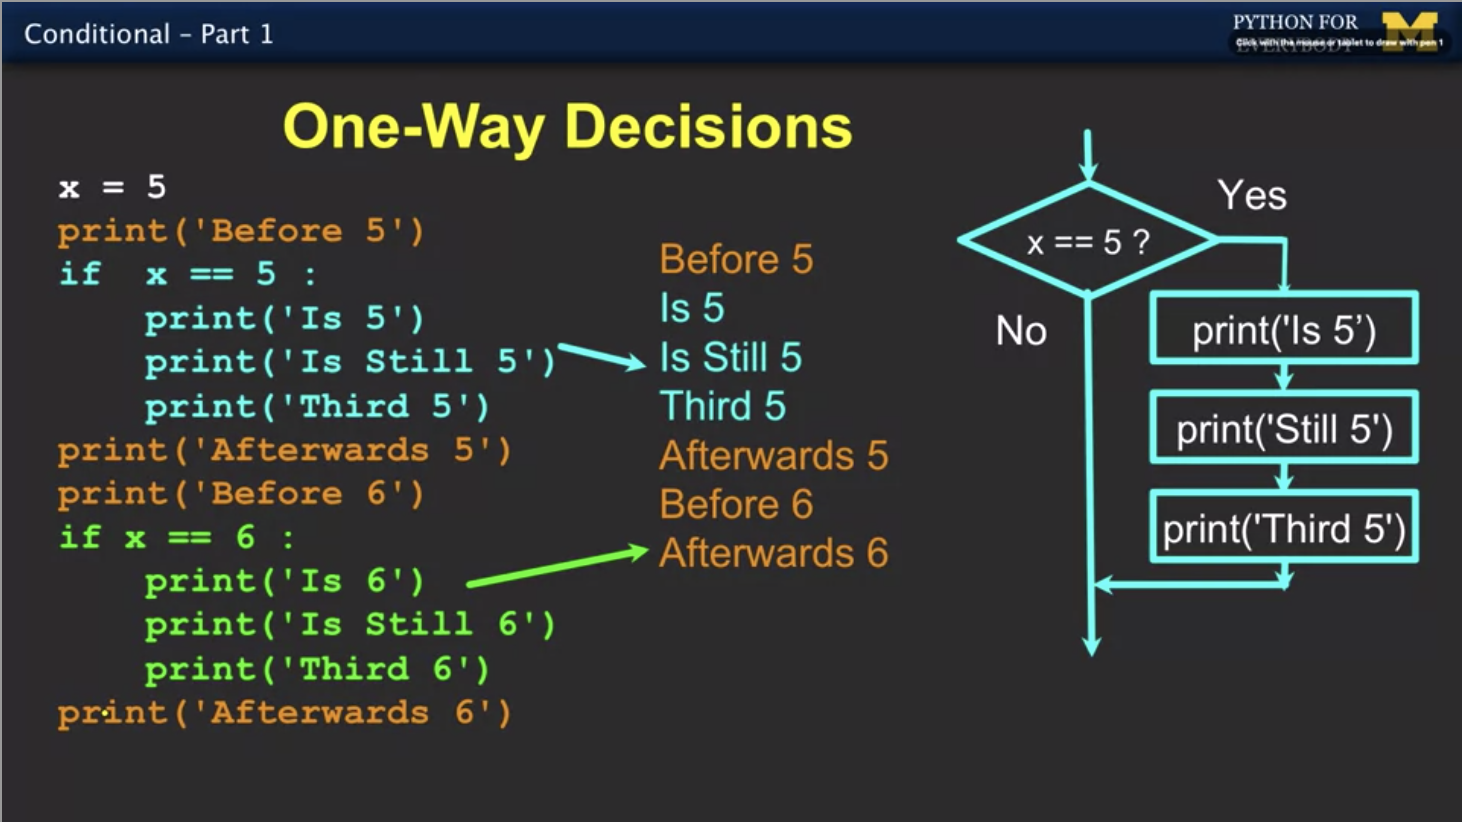 Conditional – Part 1
PYTHON FOR
EVERYBODY
Click with the mouse or tablet to draw with pen 1
One-Way Decisions
x = 5
print('Before 5')
if  x == 5 :
    print('Is 5')
    print('Is Still 5')
    print('Third 5')
print('Afterwards 5')
print('Before 6')
if x == 6 :
    print('Is 6')
    print('Is Still 6')
    print('Third 6')
print('Afterwards 6')
Before 5
Is 5
Is Still 5
Third 5
Afterwards 5
Before 6
Afterwards 6
x == 5 ?
Yes
No
print('Is 5’)
print('Still 5')
print('Third 5')